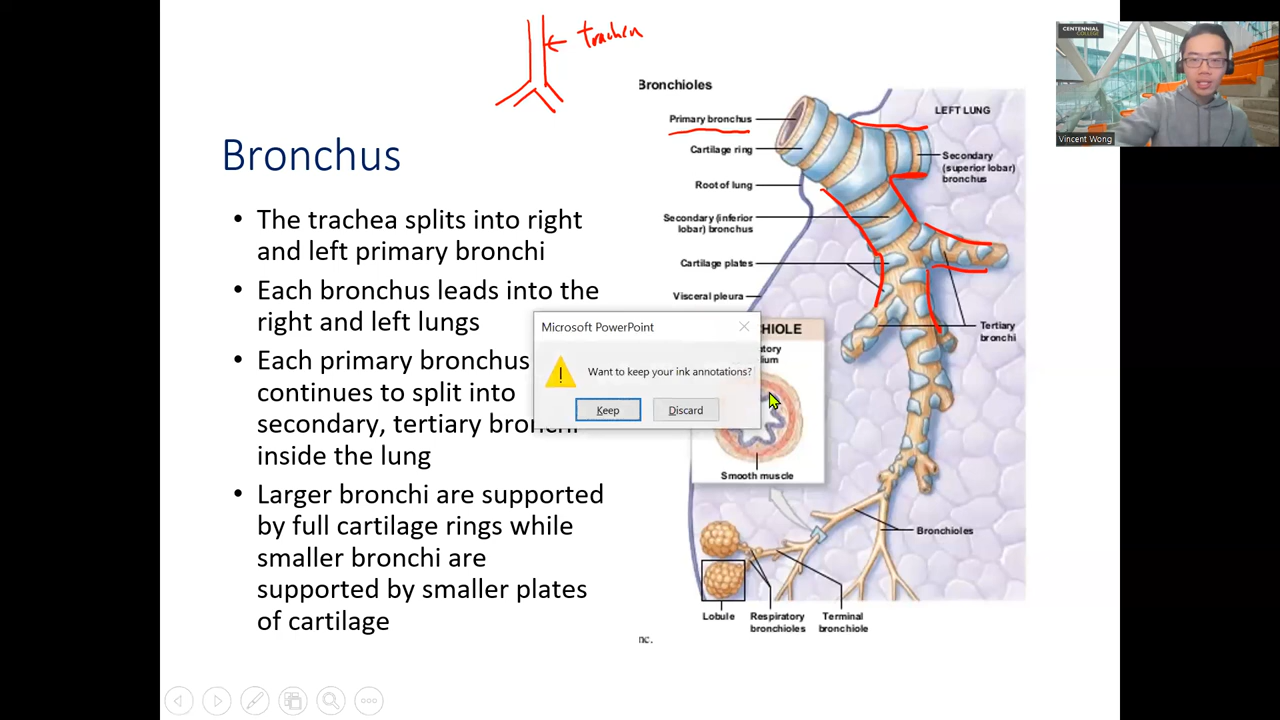 trachea
Bronchioles
CENTENNIAL
COLLEGE
Vincent Wong
LEFT LUNG
Primary bronchus
Cartilage ring
Root of lung
Secondary
(superior lobar)
bronchus
Secondary (inferior
lobar) bronchus
Cartilage plates
Visceral pleura
Tertiary
bronchi
Bronchus
• The trachea splits into right
and left primary bronchi
• Each bronchus leads into the
right and left lungs
• Each primary bronchus
continues to split into
secondary, tertiary bronchi
inside the lung
• Larger bronchi are supported
by full cartilage rings while
smaller bronchi are
supported by smaller plates
of cartilage
Microsoft PowerPoint
Want to keep your ink annotations?
Keep
Discard
Smooth muscle
Bronchioles
Lobule
Respiratory
bronchioles
Terminal
bronchiole